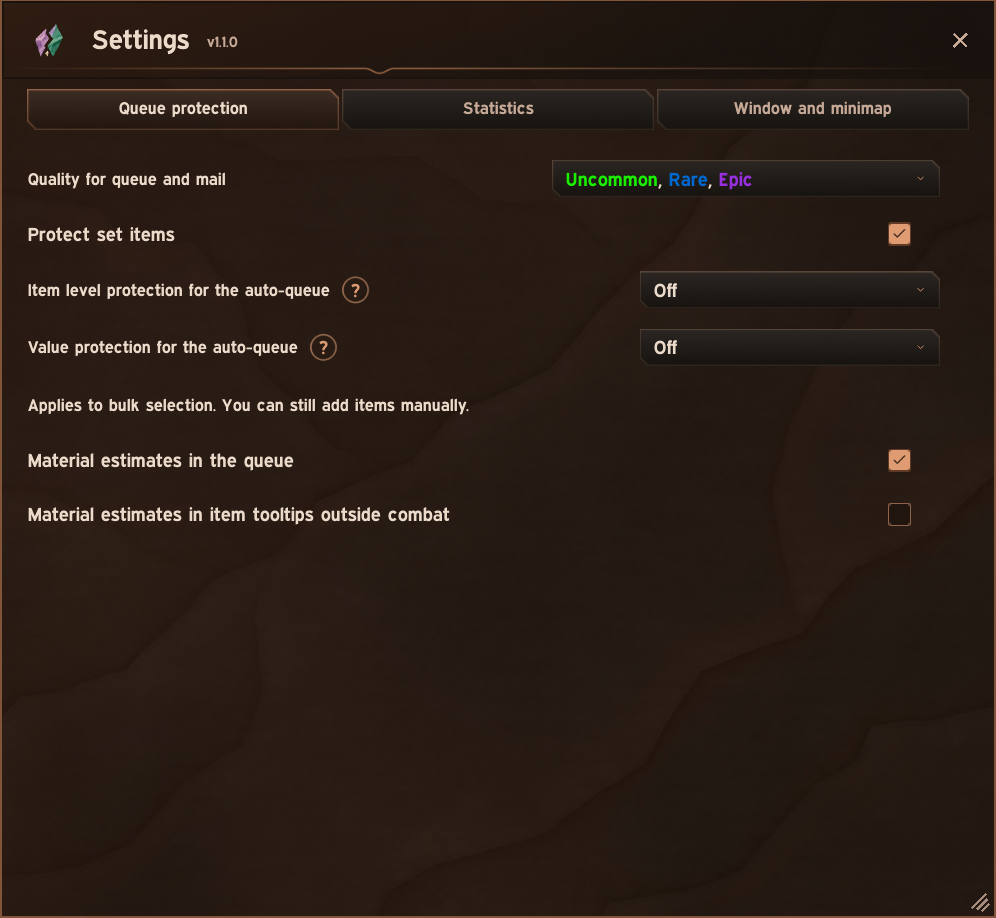 Settings v1.1.0
Queue protection Statistics Window and minimap
Quality for queue and mail Uncommon, Rare, Epic
Protect set items
Item level protection for the auto-queue ? Off
Value protection for the auto-queue ? Off
Applies to bulk selection. You can still add items manually.
Material estimates in the queue
Material estimates in item tooltips outside combat